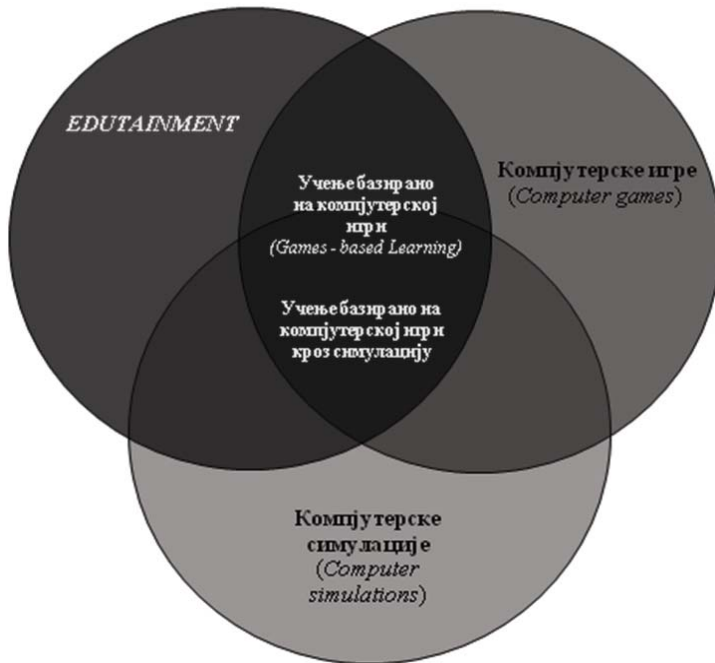 EDUTAINMENT
Учење базирано
на компјутерској
игри
(Games - based Learning)
Компјутерске игре
(Computer games)
Учење базирано на
компјутерској игри
кроз симулацију
Компјутерске
симулације
(Computer
simulations)